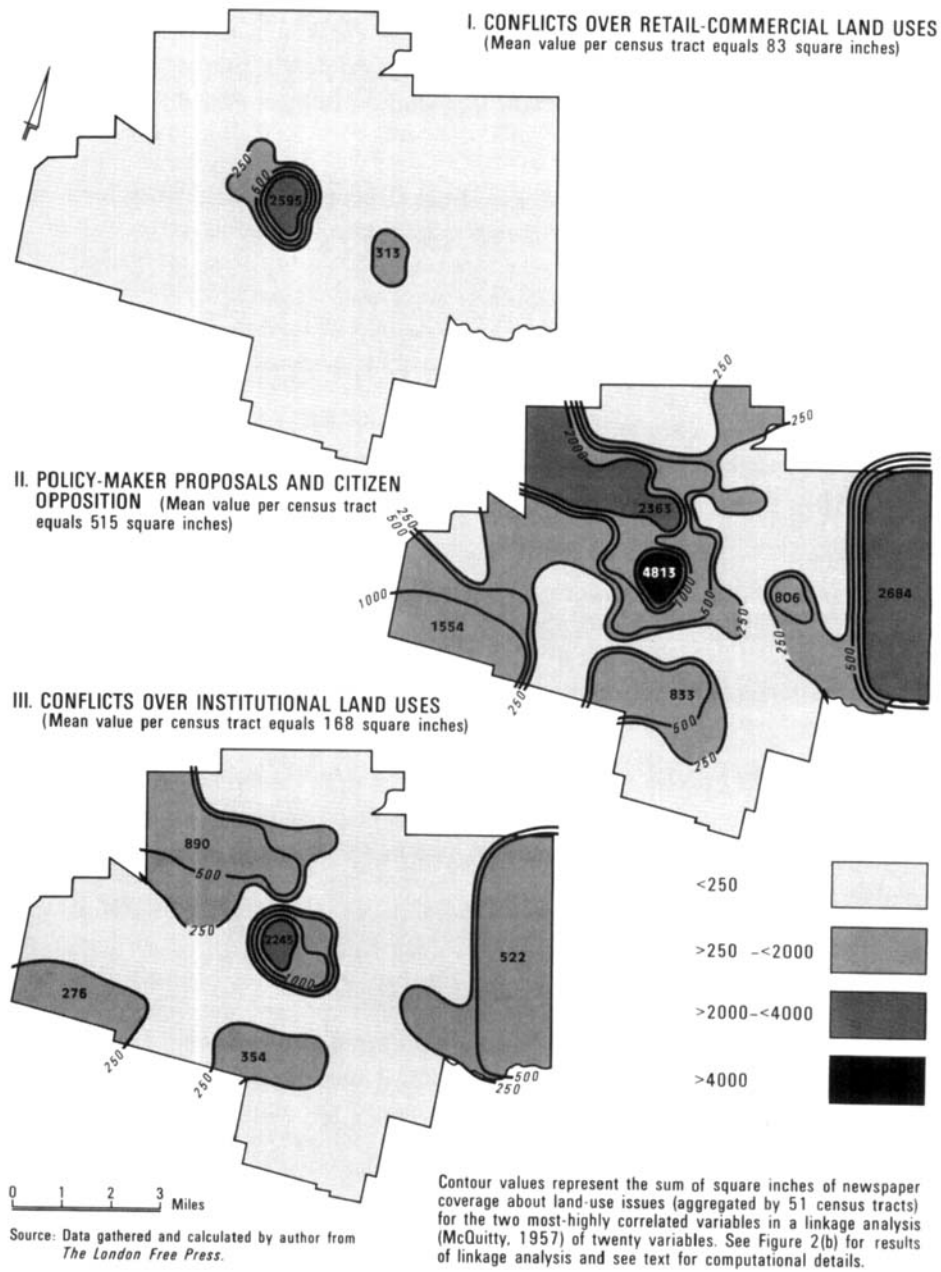 I. CONFLICTS OVER RETAIL-COMMERCIAL LAND USES
(Mean value per census tract equals 83 square inches)
250
500
2595
313
II. POLICY-MAKER PROPOSALS AND CITIZEN
OPPOSITION (Mean value per census tract
equals 515 square inches)
250
250
2000
2363
250
500
4813
1000
500
250
806
2684
1000
1554
250
500
250
833
500
250
III. CONFLICTS OVER INSTITUTIONAL LAND USES
(Mean value per census tract equals 168 square inches)
890
500
250
2245
1000
522
276
250
354
250
500
250
<250
>250 -<2000
>2000-<4000
>4000
0 1 2 3
Miles
Source: Data gathered and calculated by author from
The London Free Press.
Contour values represent the sum of square inches of newspaper
coverage about land-use issues (aggregated by 51 census tracts)
for the two most-highly correlated variables in a linkage analysis
(McQuitty, 1957) of twenty variables. See Figure 2(b) for results
of linkage analysis and see text for computational details.